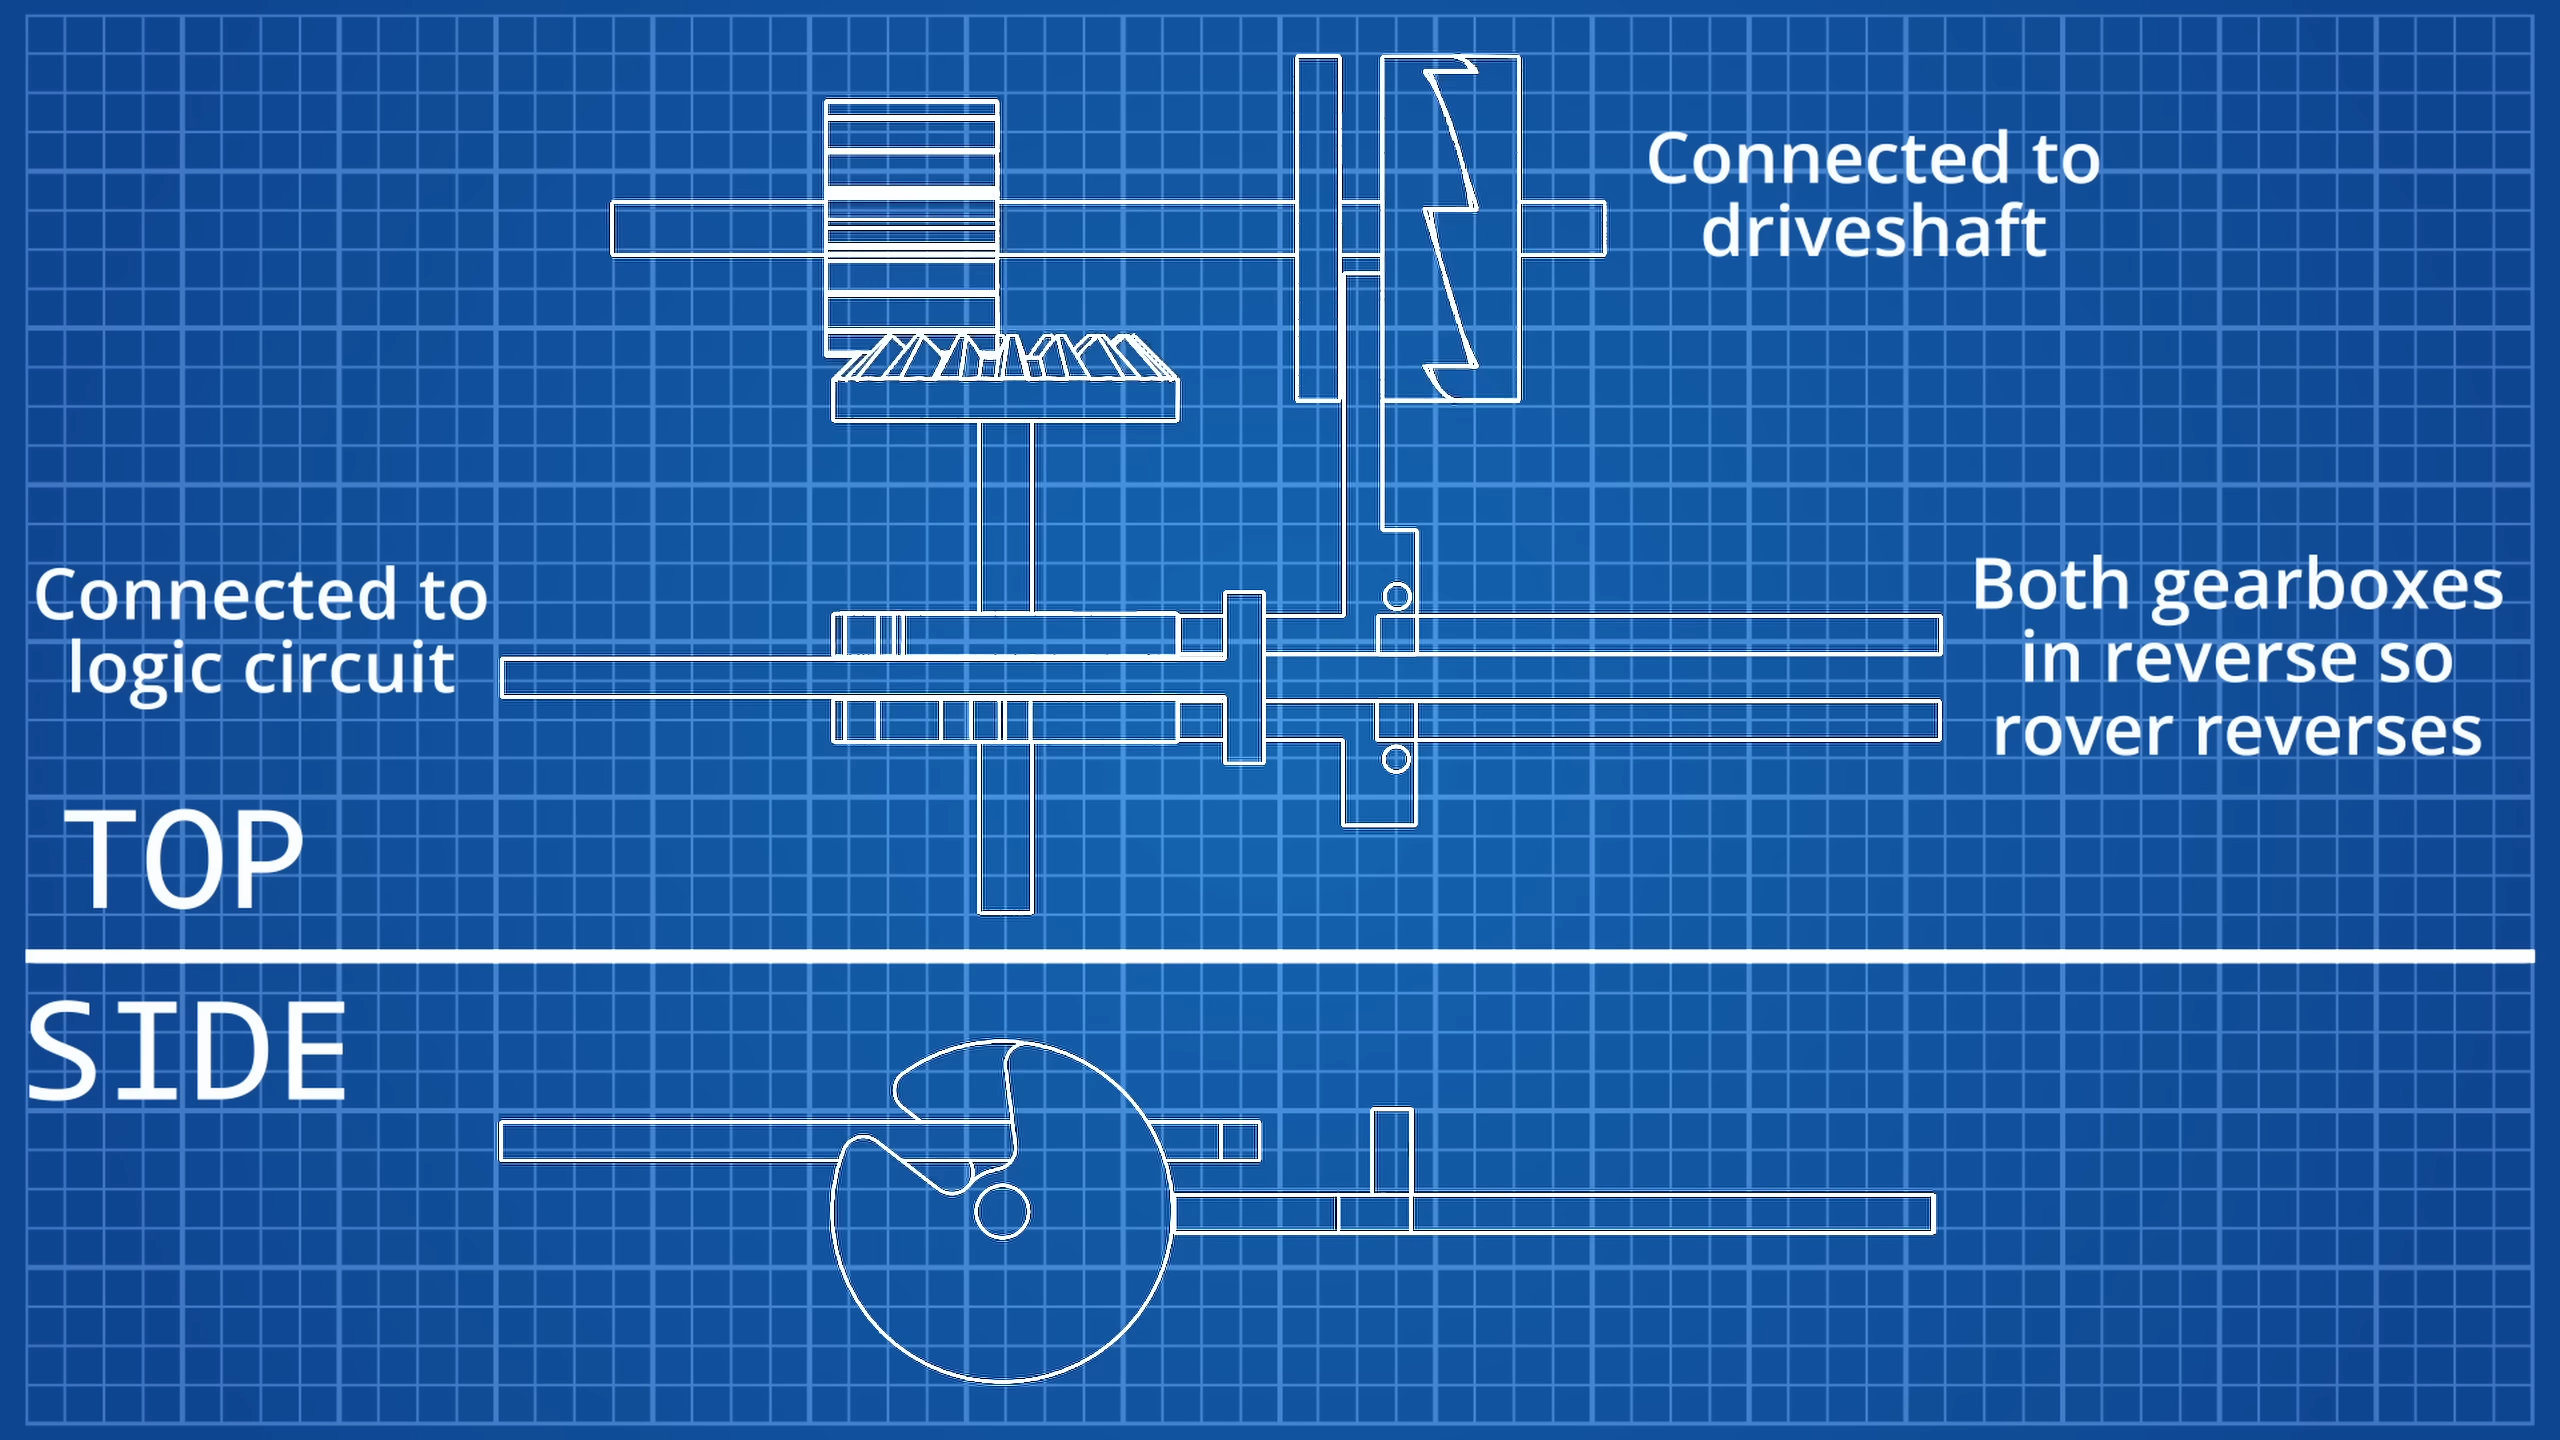 Connected to
driveshaft
Connected to
logic circuit
Both gearboxes
in reverse so
rover reverses
TOP
SIDE